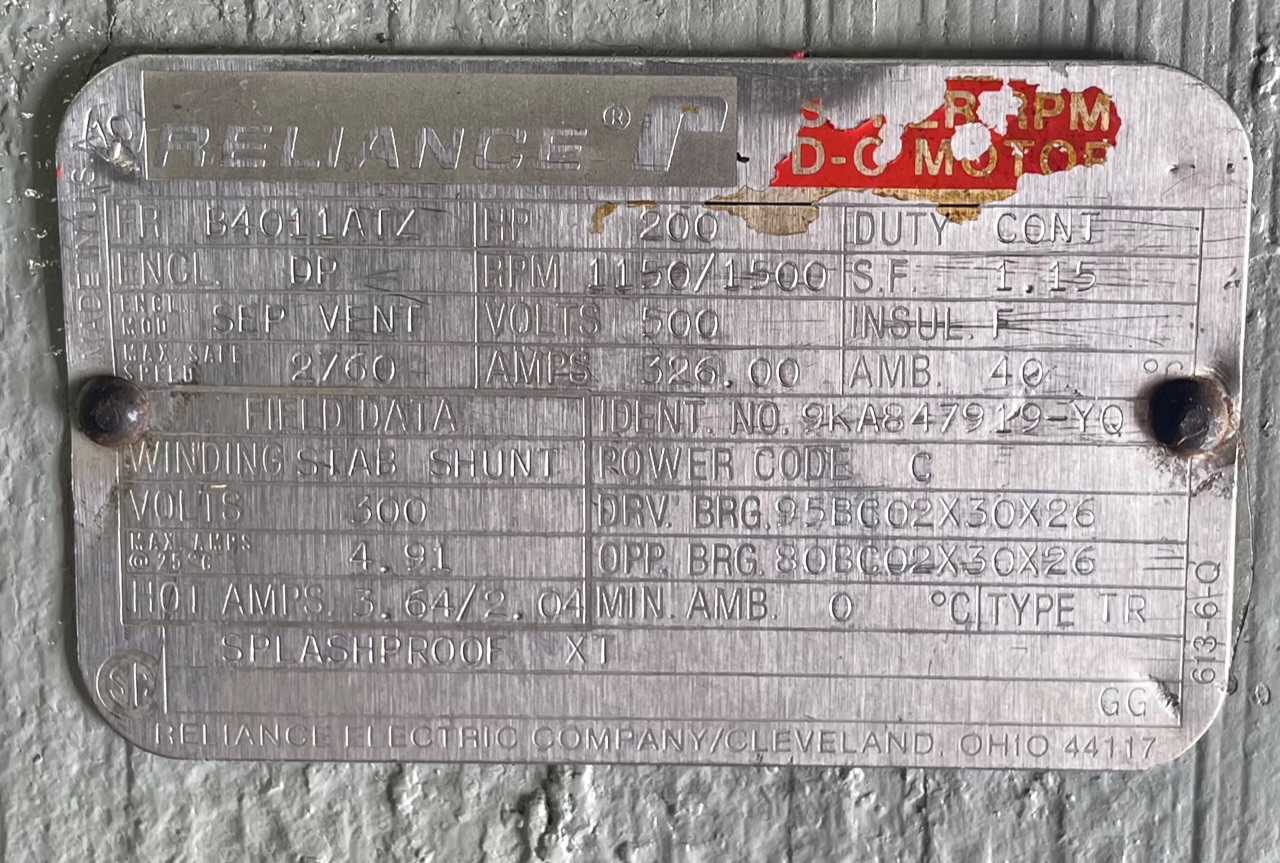 RELIANCE ®
RPM
D-C MOTOR
FR B4011ATZ HP 200 DUTY CONT
ENCL. DP RPM 1150/1500 S.F. 1.15
ENCL. MOD. SEP VENT VOLTS 500 INSUL. F
MAX. SAFE SPEED 2760 AMPS 326.00 AMB. 40 °C
FIELD DATA IDENT. NO. 9KA847919-YQ
WINDING STAB SHUNT POWER CODE C
VOLTS 300 DRV. BRG. 95BC02X30X26
MAX. AMPS @ 25°C 4.91 OPP. BRG. 80BC02X30X26
HOT AMPS. 3.64/2.04 MIN. AMB. 0 °C TYPE TR
SPLASHPROOF XT
GG
613-6-Q
RELIANCE ELECTRIC COMPANY/CLEVELAND, OHIO 44117